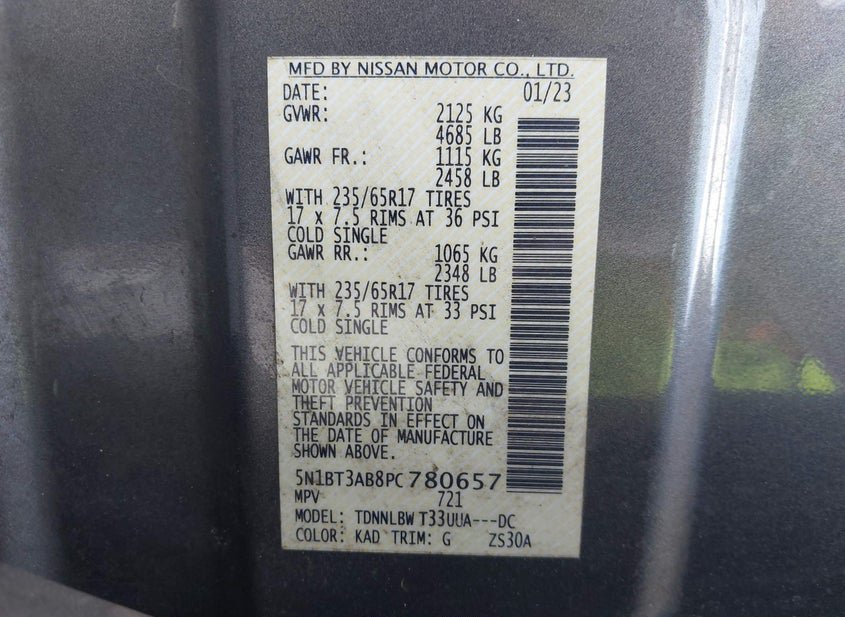 MFD BY NISSAN MOTOR CO., LTD.
DATE: 01/23
GVWR: 2125 KG
4685 LB
GAWR FR.: 1115 KG
2458 LB
WITH 235/65R17 TIRES
17 x 7.5 RIMS AT 36 PSI
COLD SINGLE
GAWR RR.: 1065 KG
2348 LB
WITH 235/65R17 TIRES
17 x 7.5 RIMS AT 33 PSI
COLD SINGLE
THIS VEHICLE CONFORMS TO
ALL APPLICABLE FEDERAL
MOTOR VEHICLE SAFETY AND
THEFT PREVENTION
STANDARDS IN EFFECT ON
THE DATE OF MANUFACTURE
SHOWN ABOVE.
5N1BT3AB8PC780657
MPV 721
MODEL: TDNNLBW T33UUA---DC
COLOR: KAD TRIM: G ZS30A